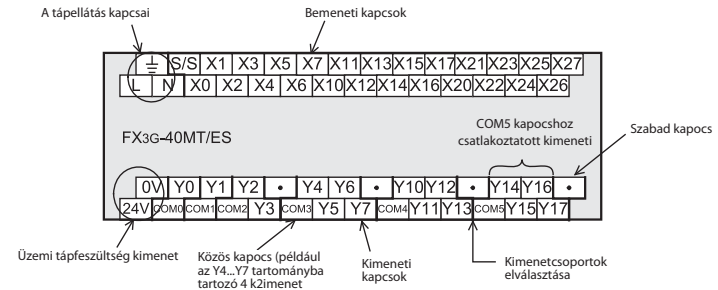 A tápellátás kapcsai
Bemeneti kapcsok
S/S X1 X3 X5 X7 X11 X13 X15 X17 X21 X23 X25 X27
L N X0 X2 X4 X6 X10 X12 X14 X16 X20 X22 X24 X26
FX3G-40MT/ES
COM5 kapocshoz
csatlakoztatott kimeneti
Szabad kapocs
0V Y0 Y1 Y2 • Y4 Y6 • Y10 Y12 • Y14 Y16 •
24V COM0 COM1 COM2 Y3 COM3 Y5 Y7 COM4 Y11 Y13 COM5 Y15 Y17
Üzemi tápfeszültség kimenet
Közös kapocs (például
az Y4...Y7 tartományba
tartozó 4 k2imenet
Kimeneti
kapcsok
Kimenetcsoportok
elválasztása